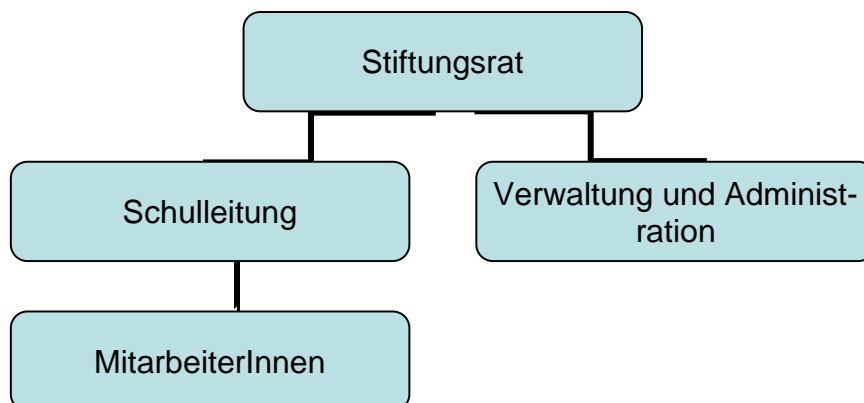 Stiftungsrat
Schulleitung
Verwaltung und Administ-
ration
MitarbeiterInnen